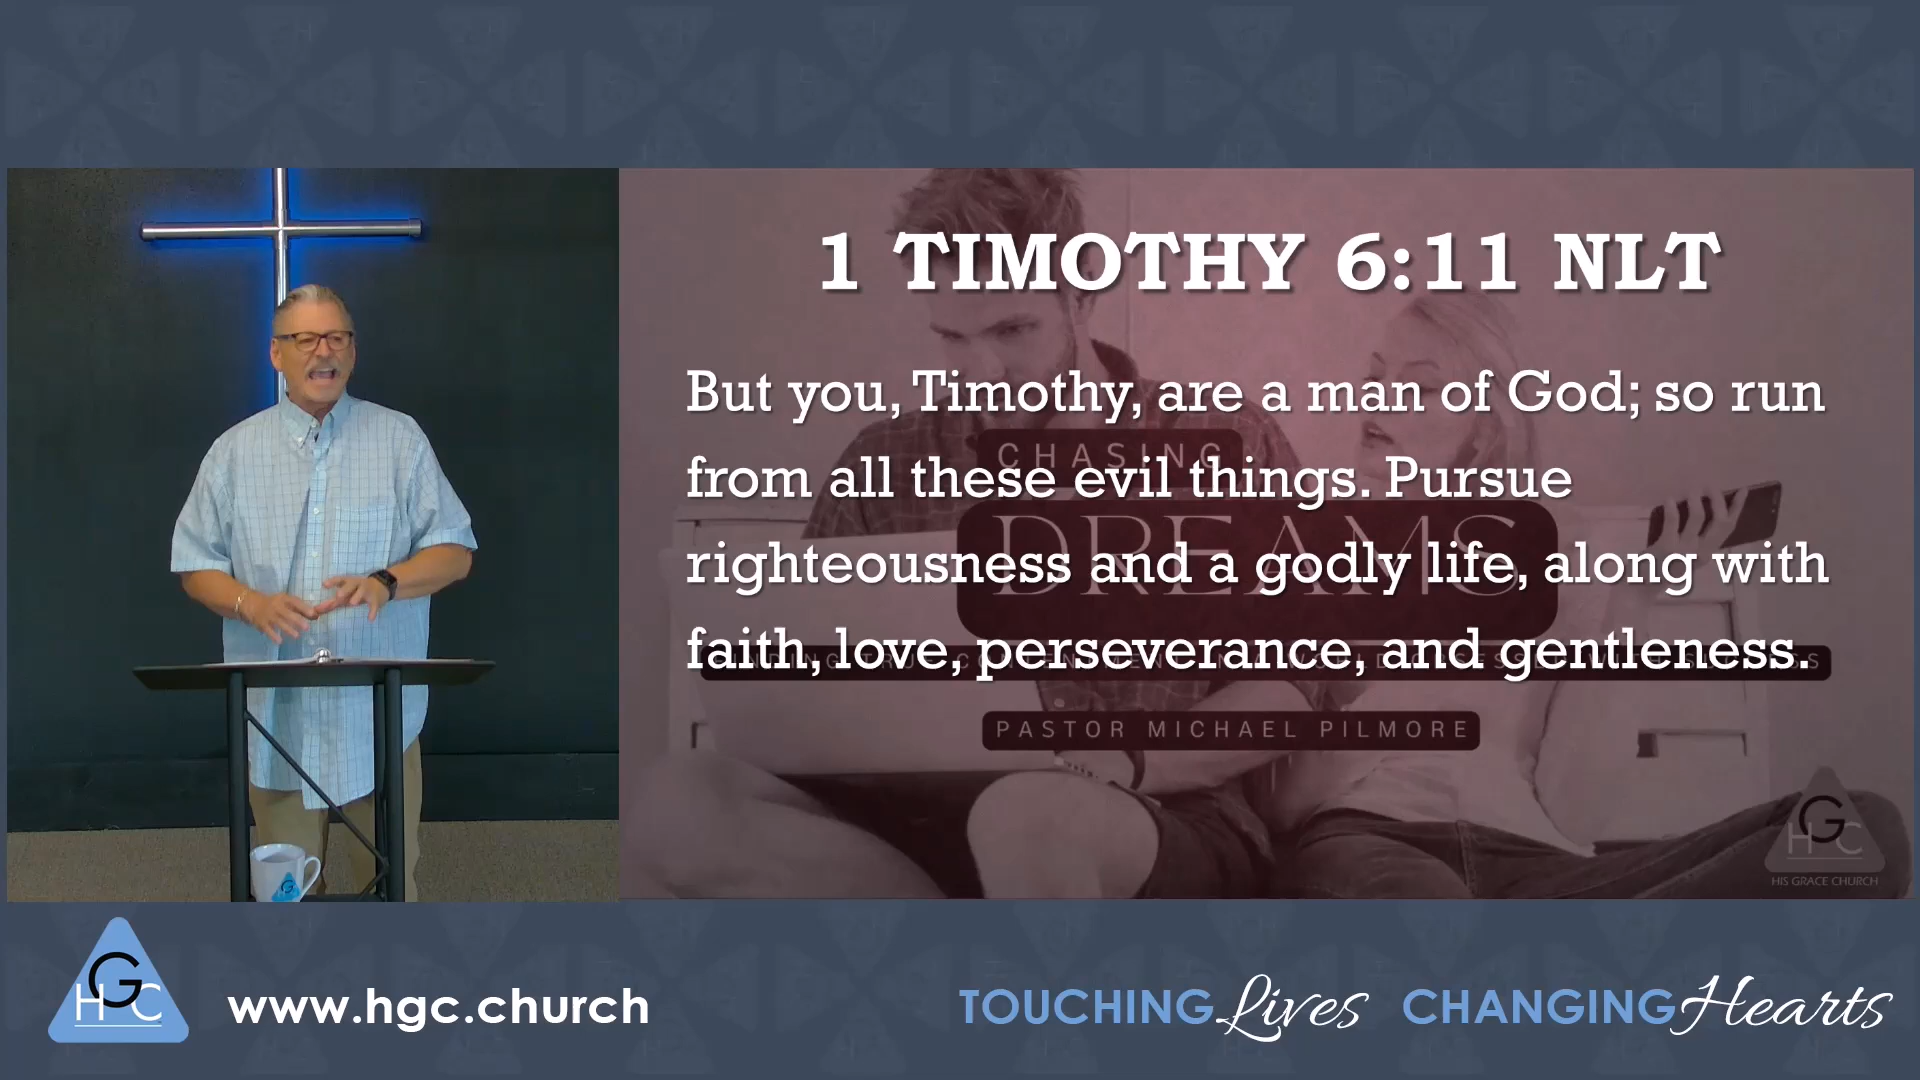 1 TIMOTHY 6:11 NLT
But you, Timothy, are a man of God; so run
from all these evil things. Pursue
righteousness and a godly life, along with
faith, love, perseverance, and gentleness.
CHASING
DREAMS
PASTOR MICHAEL PILMORE
HGC
HIS GRACE CHURCH
HGC
www.hgc.church
TOUCHING Lives CHANGING Hearts